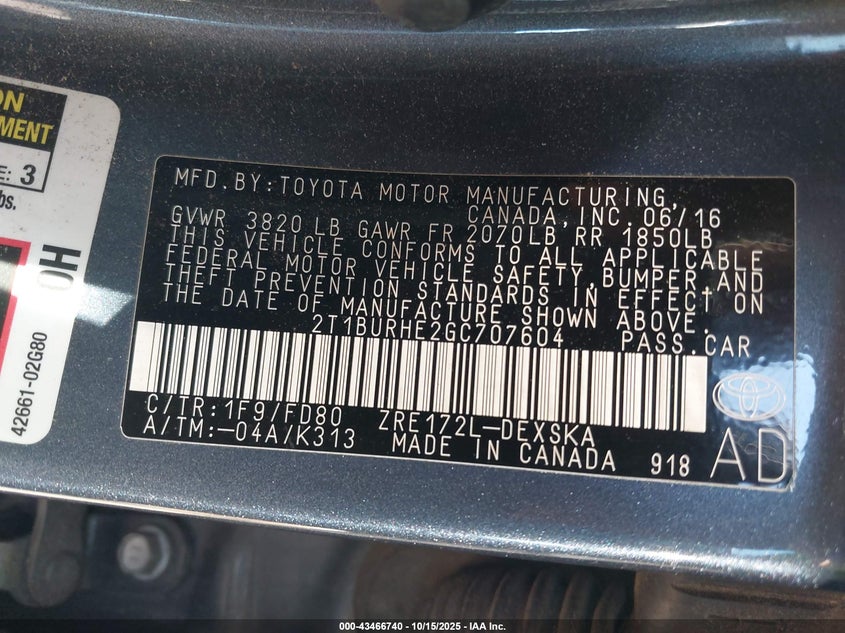 ON
MENT
E: 3
bs.
OH
42661-02G80
MFD.BY:TOYOTA MOTOR MANUFACTURING,
CANADA,INC.06/16
GVWR 3820 LB GAWR FR 2070LB RR 1850LB
THIS VEHICLE CONFORMS TO ALL APPLICABLE
FEDERAL MOTOR VEHICLE SAFETY,BUMPER,AND
THEFT PREVENTION STANDARDS IN EFFECT ON
THE DATE OF MANUFACTURE SHOWN ABOVE.
2T1BURHE2GC707604 PASS.CAR
C/TR:1F9/FD80 ZRE172L-DEXSKA
A/TM:-04A/K313 MADE IN CANADA 918
AD
000-43466740 - 10/15/2025 - IAA Inc.